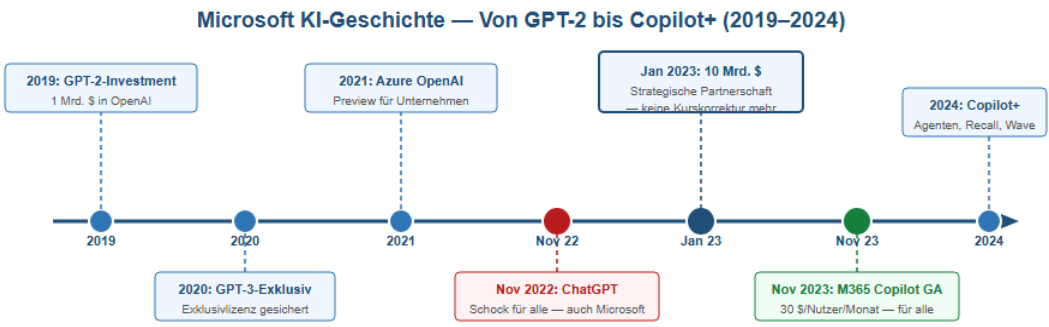 Microsoft KI-Geschichte — Von GPT-2 bis Copilot+ (2019–2024)
2019: GPT-2-Investment
1 Mrd. $ in OpenAI
2021: Azure OpenAI
Preview für Unternehmen
Jan 2023: 10 Mrd. $
Strategische Partnerschaft
— keine Kurskorrektur mehr
2024: Copilot+
Agenten, Recall, Wave
2019
2020
2021
Nov 22
Jan 23
Nov 23
2024
2020: GPT-3-Exklusiv
Exklusivlizenz gesichert
Nov 2022: ChatGPT
Schock für alle — auch Microsoft
Nov 2023: M365 Copilot GA
30 $/Nutzer/Monat — für alle